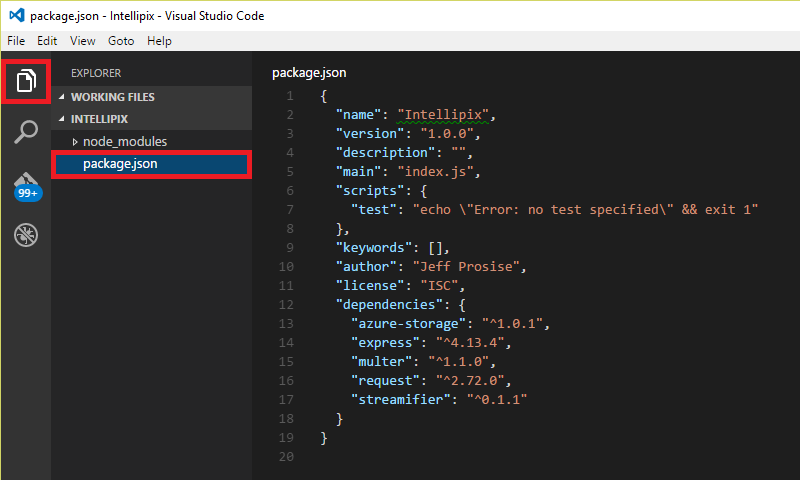 package.json - Intellipix - Visual Studio Code
File Edit View Goto Help
EXPLORER
WORKING FILES
INTELLIPIX
node_modules
package.json
99+
package.json
1 {
2 "name": "Intellipix",
3 "version": "1.0.0",
4 "description": "",
5 "main": "index.js",
6 "scripts": {
7 "test": "echo \"Error: no test specified\" && exit 1"
8 },
9 "keywords": [],
10 "author": "Jeff Prosise",
11 "license": "ISC",
12 "dependencies": {
13 "azure-storage": "^1.0.1",
14 "express": "^4.13.4",
15 "multer": "^1.1.0",
16 "request": "^2.72.0",
17 "streamifier": "^0.1.1"
18 }
19 }
20